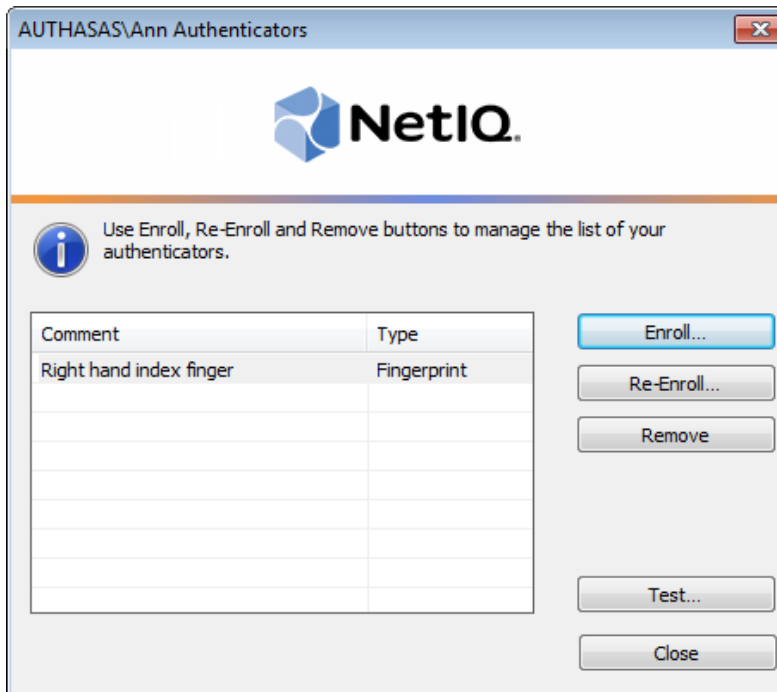 AUTHASAS\Ann Authenticators
NetIQ.
Use Enroll, Re-Enroll and Remove buttons to manage the list of your
authenticators.
Comment Type
Right hand index finger Fingerprint
Enroll...
Re-Enroll...
Remove
Test...
Close